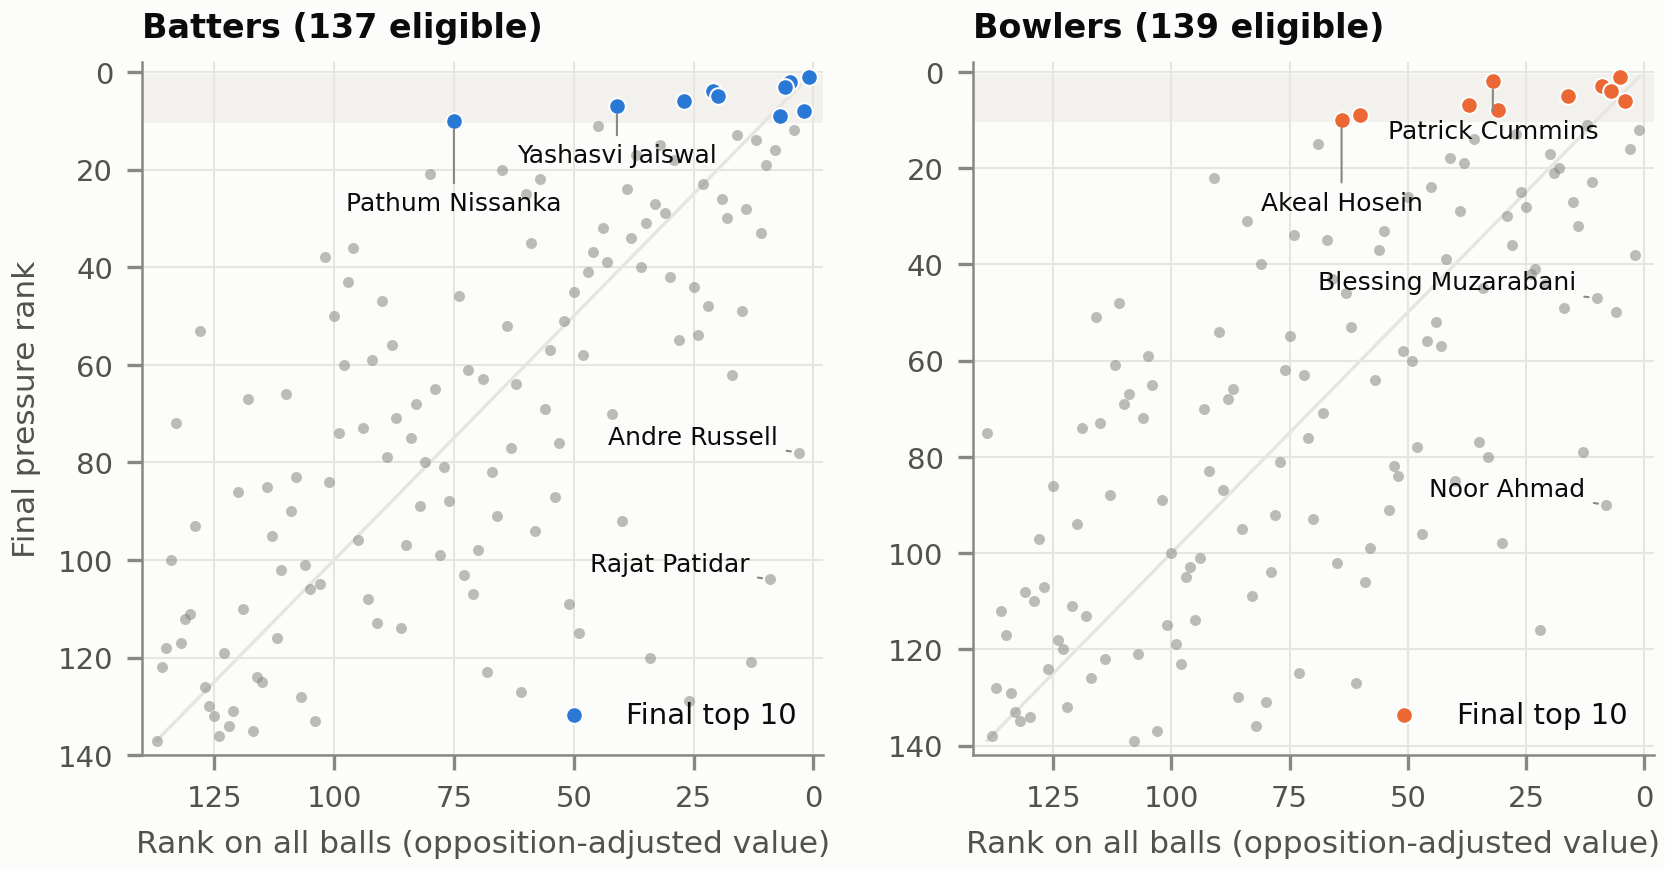 Batters (137 eligible)
Bowlers (139 eligible)
Final pressure rank
0
20
40
60
80
100
120
140
Yashasvi Jaiswal
Pathum Nissanka
Andre Russell
Rajat Patidar
Final top 10
125
100
75
50
25
0
Rank on all balls (opposition-adjusted value)
0
20
40
60
80
100
120
140
Patrick Cummins
Akeal Hosein
Blessing Muzarabani
Noor Ahmad
Final top 10
125
100
75
50
25
0
Rank on all balls (opposition-adjusted value)